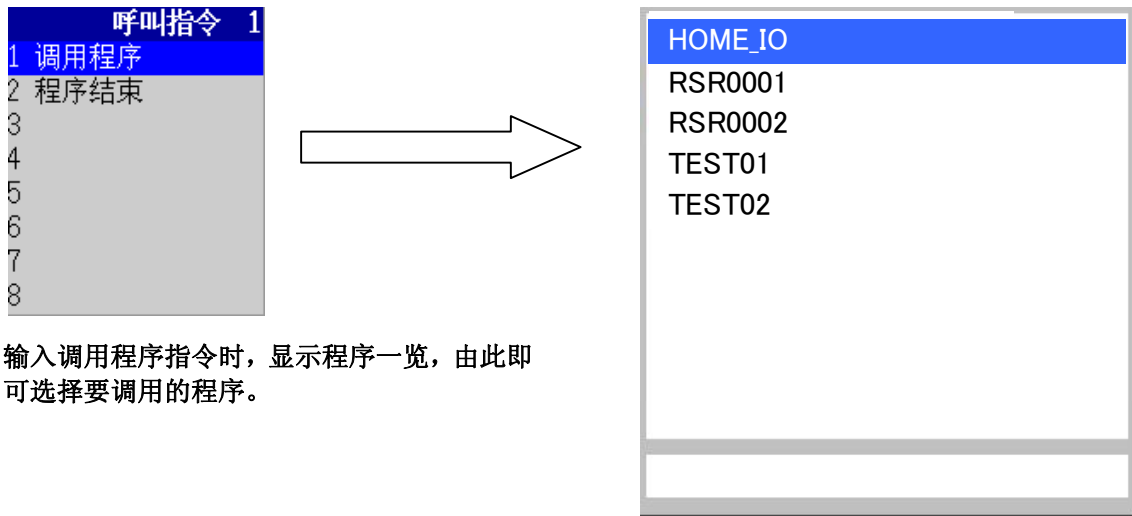 呼叫指令 1
1 调用程序
2 程序结束
3
4
5
6
7
8
输入调用程序指令时，显示程序一览，由此即
可选择要调用的程序。
HOME_IO
RSR0001
RSR0002
TEST01
TEST02